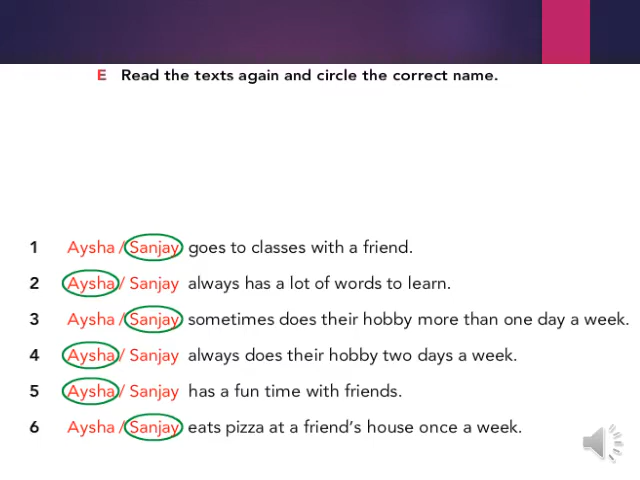 E Read the texts again and circle the correct name.
1 Aysha / Sanjay goes to classes with a friend.
2 Aysha / Sanjay always has a lot of words to learn.
3 Aysha / Sanjay sometimes does their hobby more than one day a week.
4 Aysha / Sanjay always does their hobby two days a week.
5 Aysha / Sanjay has a fun time with friends.
6 Aysha / Sanjay eats pizza at a friend’s house once a week.